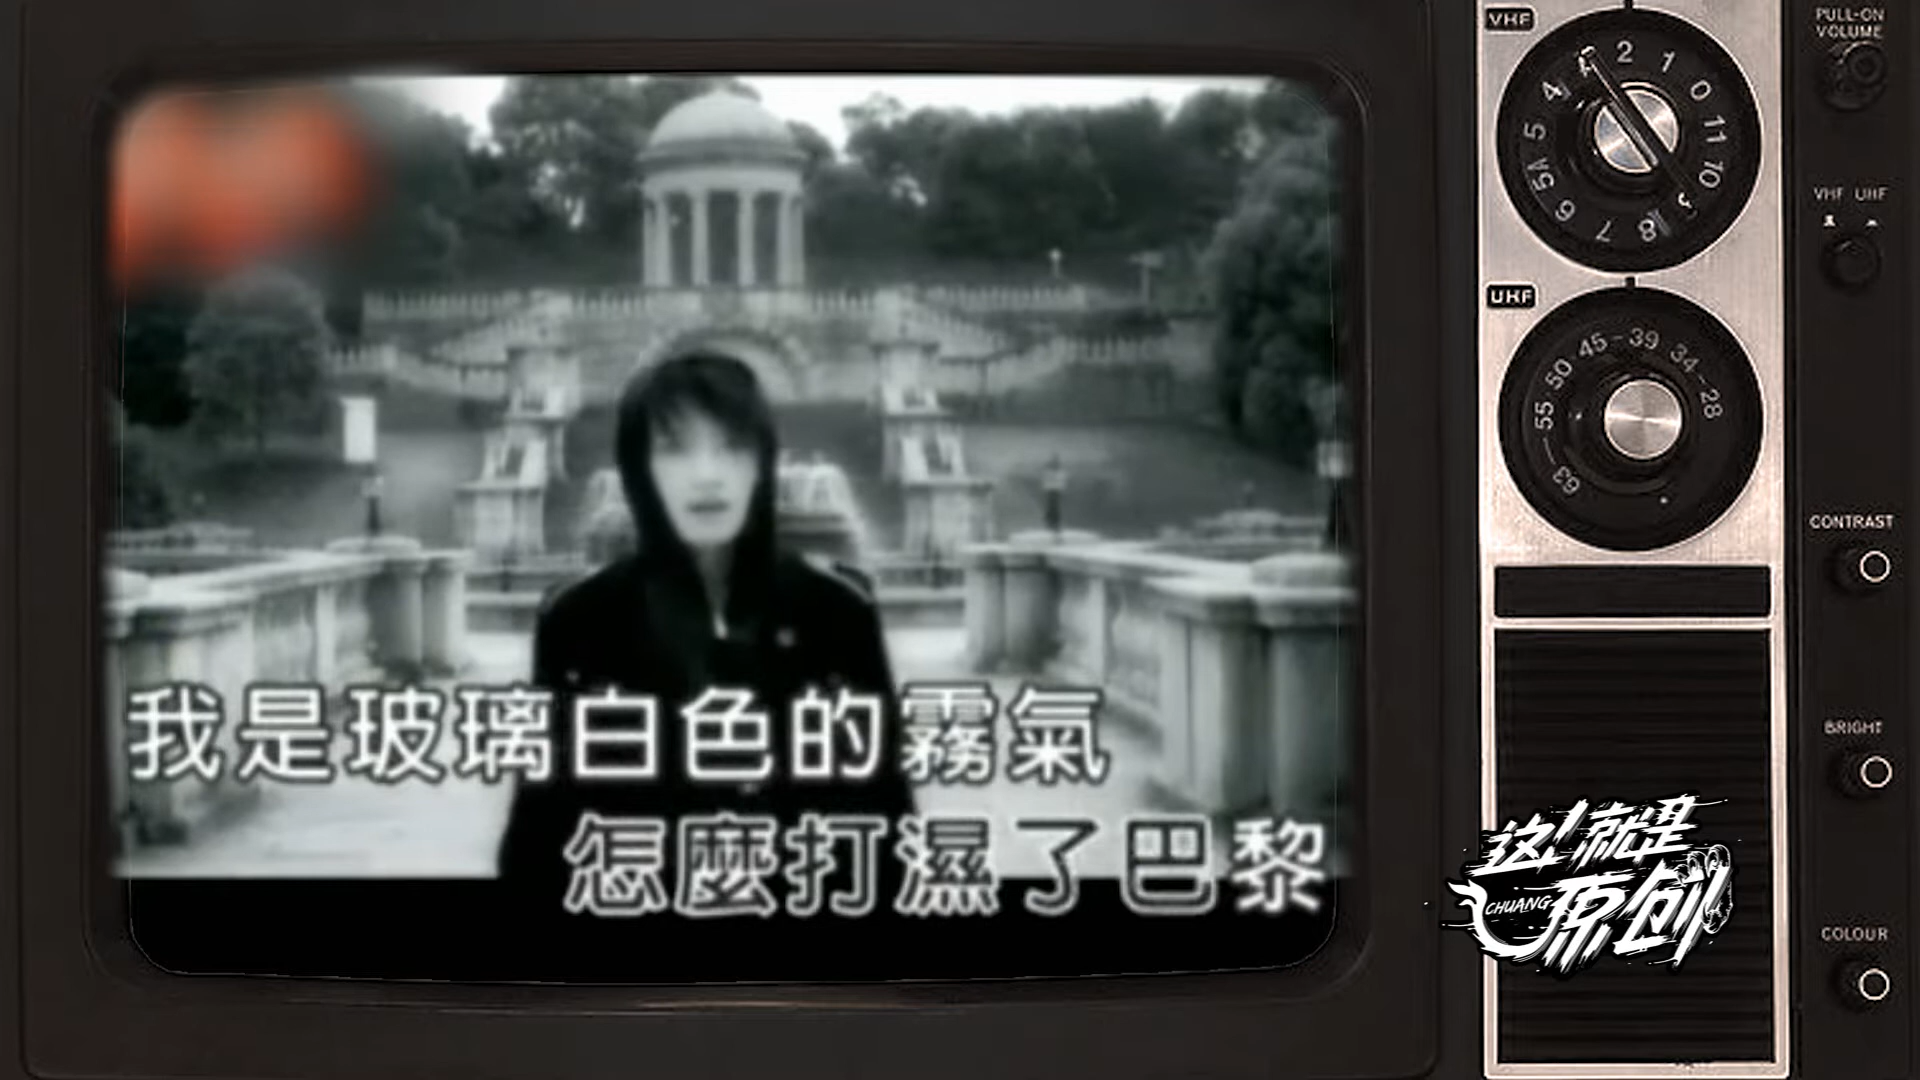 我是玻璃白色的霧氣
怎麼打濕了巴黎
VHF
2 1 0 11 10 8 7 6 5A 5 4
UHF
63 55 50 45 39 34 28
PULL-ON
VOLUME
VHF UHF
CONTRAST
BRIGHT
COLOUR
这!就是
CHUANG
原创